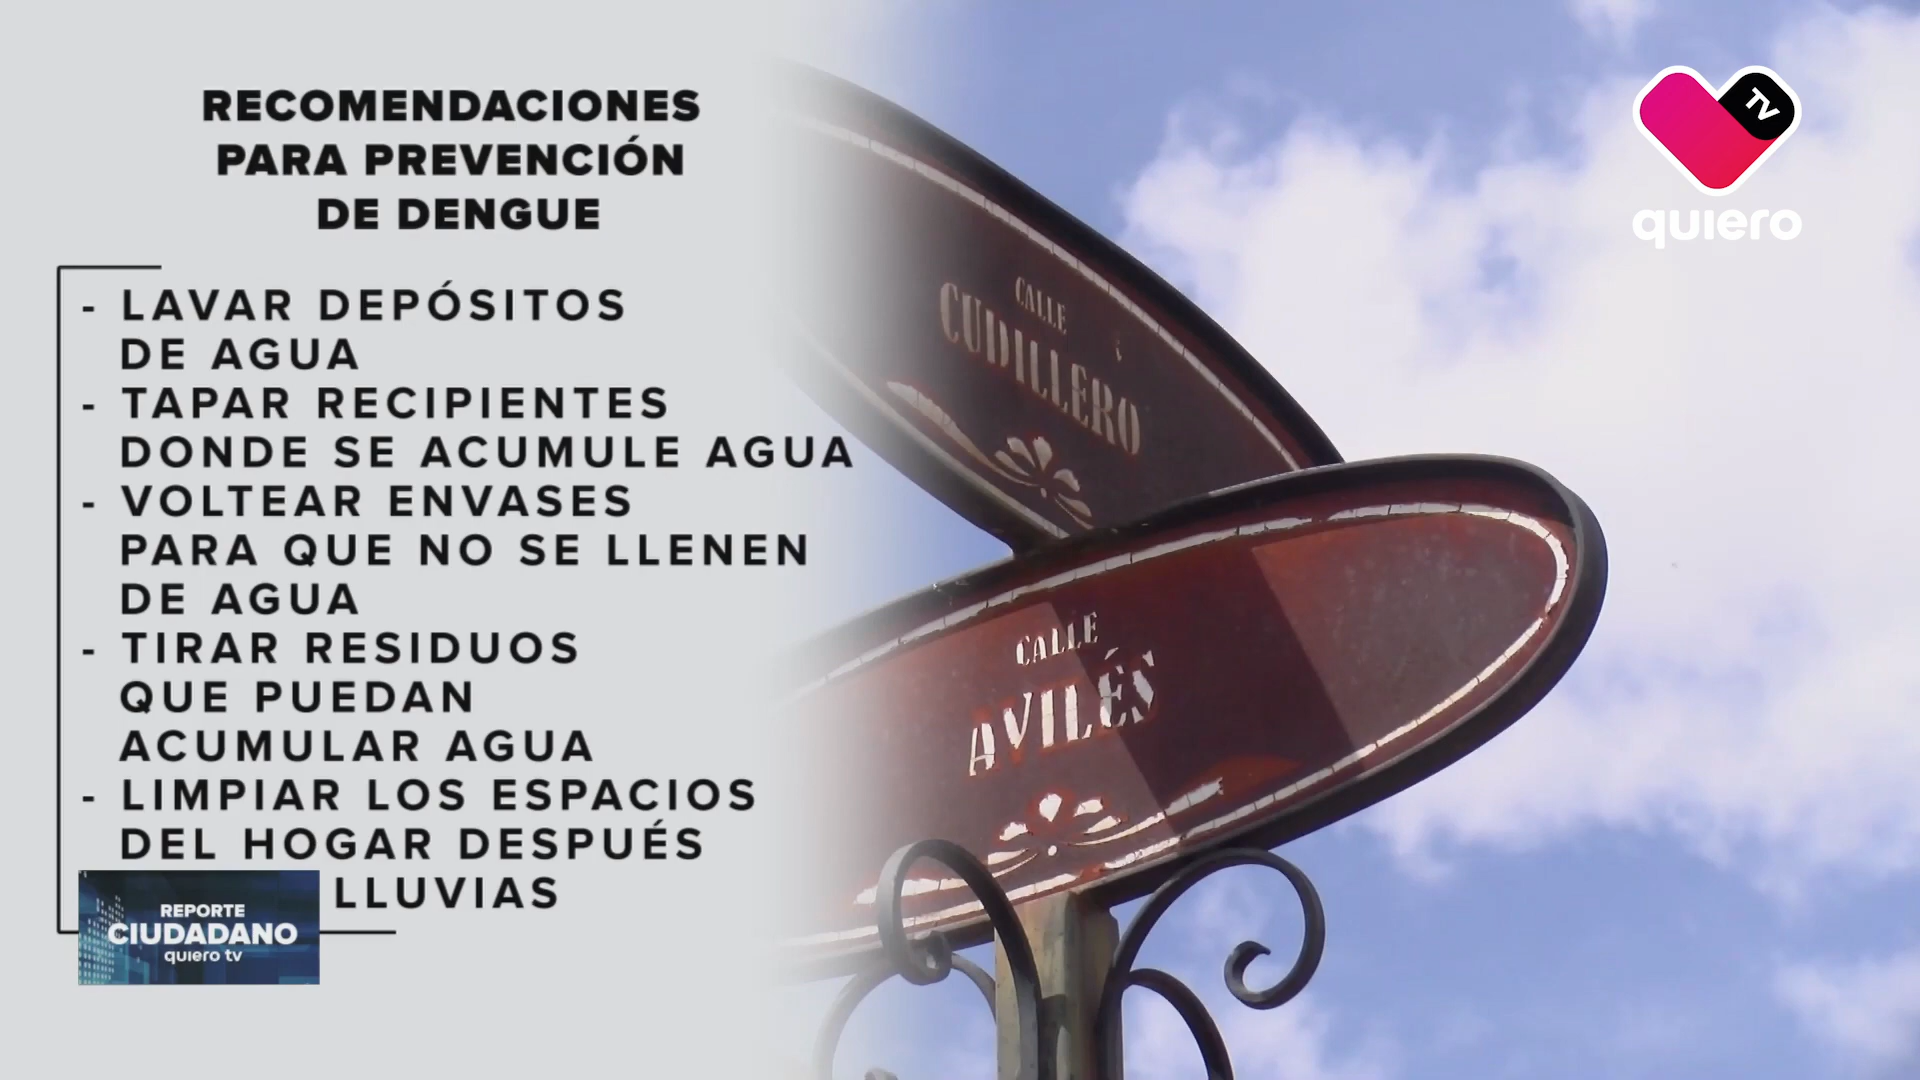 RECOMENDACIONES
PARA PREVENCIÓN
DE DENGUE
- LAVAR DEPÓSITOS
DE AGUA
- TAPAR RECIPIENTES
DONDE SE ACUMULE AGUA
- VOLTEAR ENVASES
PARA QUE NO SE LLENEN
DE AGUA
- TIRAR RESIDUOS
QUE PUEDAN
ACUMULAR AGUA
- LIMPIAR LOS ESPACIOS
DEL HOGAR DESPUÉS
LLUVIAS
REPORTE
CIUDADANO
quiero tv
CALLE
CUDILLERO
CALLE
AVILÉS
TV
quiero